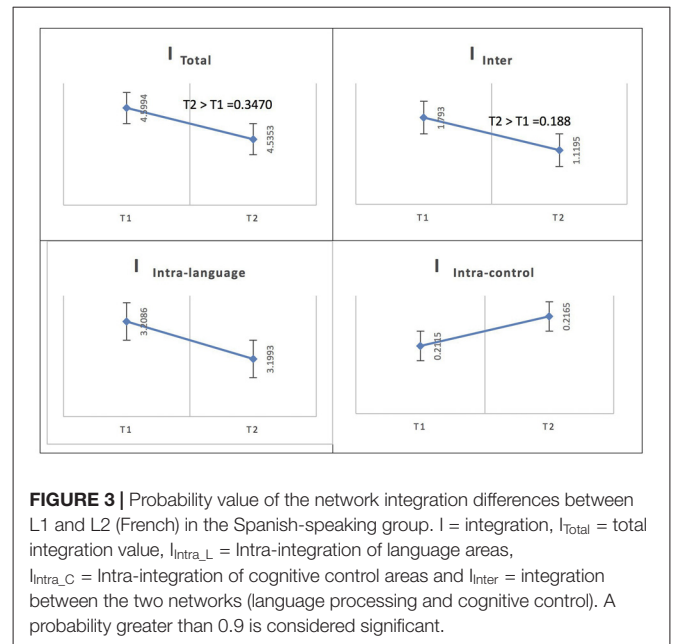 I Total
T2 > T1 =0.3470
4.5353
T1 T2
I Inter
T2 > T1 =0.188
1.1195
T1 T2
I Intra-language
3.2086
3.1993
T1 T2
I Intra-control
0.2115
0.2165
T1 T2
FIGURE 3 | Probability value of the network integration differences between
L1 and L2 (French) in the Spanish-speaking group. I = integration, ITotal = total
integration value, IIntra_L = Intra-integration of language areas,
IIntra_C = Intra-integration of cognitive control areas and IInter = integration
between the two networks (language processing and cognitive control). A
probability greater than 0.9 is considered significant.